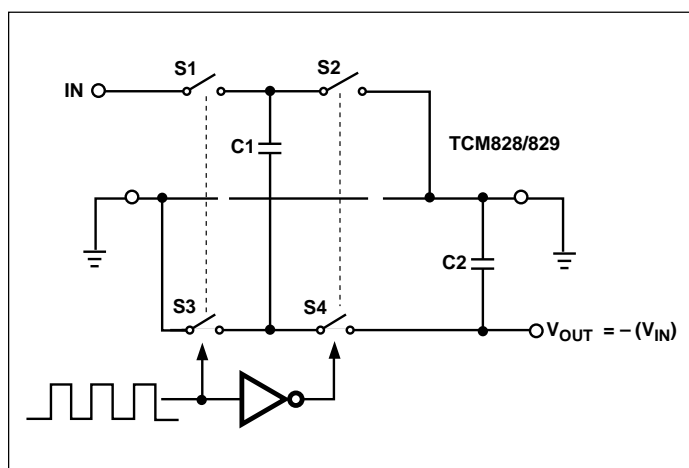 S1
S2
IN
C1
TCM828/829
C2
S3
S4
VOUT = – (VIN)